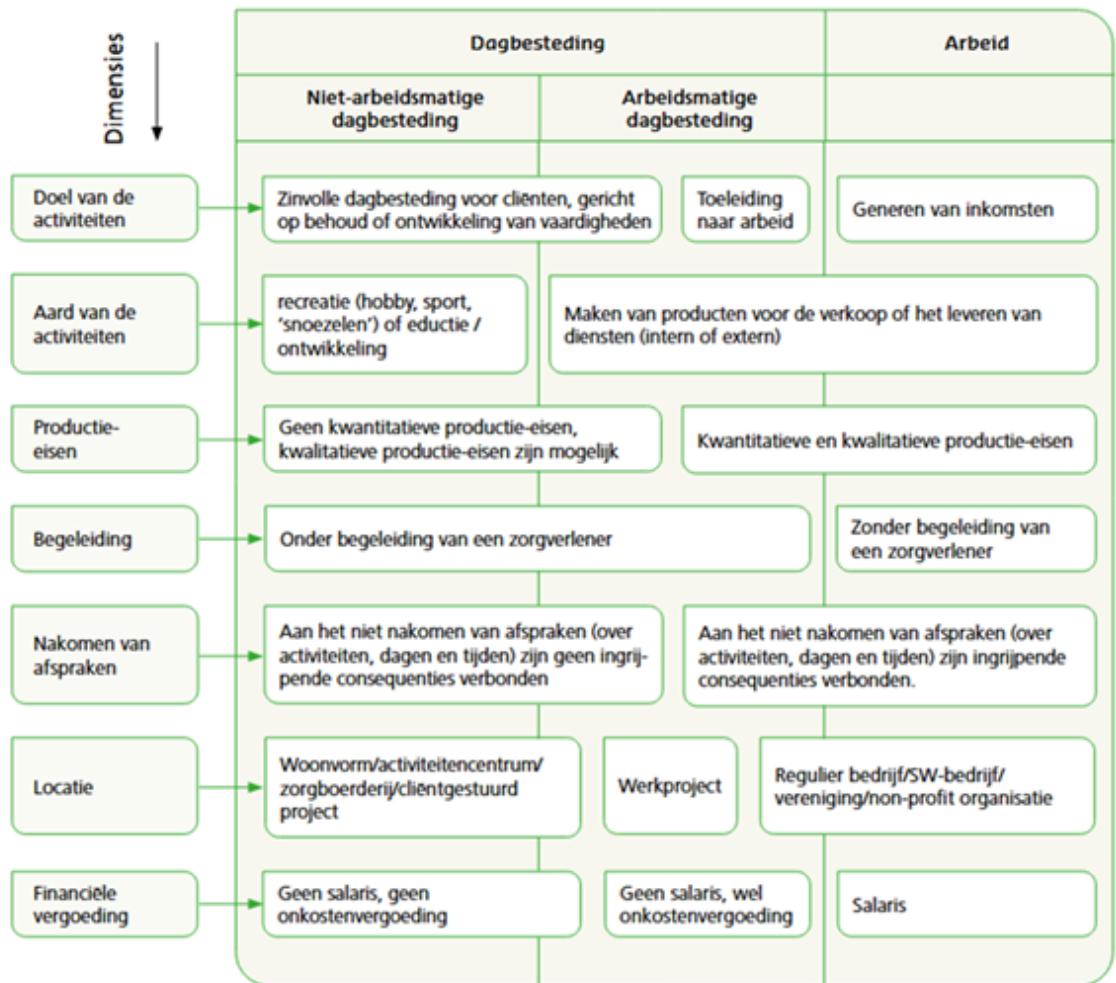 Dimensies
Dagbesteding
Arbeid
Niet-arbeidsmatige
dagbesteding
Arbeidsmatige
dagbesteding
Doel van de
activiteiten
Zinvolle dagbesteding voor cliënten, gericht
op behoud of ontwikkeling van vaardigheden
Toeleiding
naar arbeid
Generen van inkomsten
Aard van de
activiteiten
recreatie (hobby, sport,
‘snoezelen’) of eductie /
ontwikkeling
Maken van producten voor de verkoop of het leveren van
diensten (intern of extern)
Productie-
eisen
Geen kwantitatieve productie-eisen,
kwalitatieve productie-eisen zijn mogelijk
Kwantitatieve en kwalitatieve productie-eisen
Begeleiding
Onder begeleiding van een zorgverlener
Zonder begeleiding van
een zorgverlener
Nakomen van
afspraken
Aan het niet nakomen van afspraken (over
activiteiten, dagen en tijden) zijn geen ingrij-
pende consequenties verbonden
Aan het niet nakomen van afspraken (over
activiteiten, dagen en tijden) zijn ingrijpende
consequenties verbonden.
Locatie
Woonvorm/activiteitencentrum/
zorgboerderij/cliëntgestuurd
project
Werkproject
Regulier bedrijf/SW-bedrijf/
vereniging/non-profit organisatie
Financiële
vergoeding
Geen salaris, geen
onkostenvergoeding
Geen salaris, wel
onkostenvergoeding
Salaris